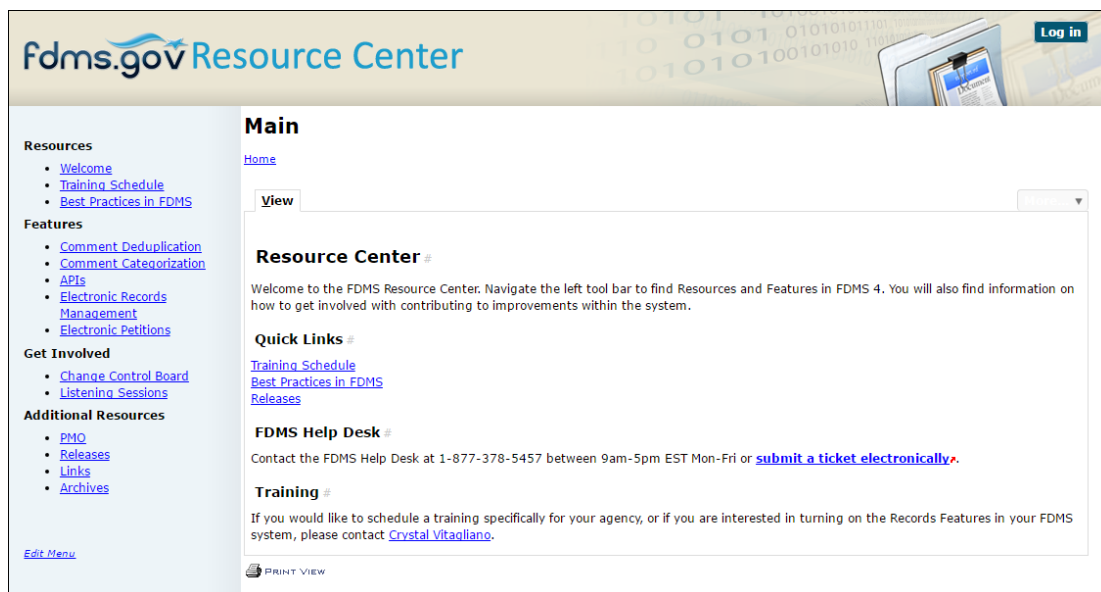 fdms.gov Resource Center
Log in
Resources
Welcome
Training Schedule
Best Practices in FDMS
Features
Comment Deduplication
Comment Categorization
APIs
Electronic Records
Management
Electronic Petitions
Get Involved
Change Control Board
Listening Sessions
Additional Resources
PMO
Releases
Links
Archives
Edit Menu
Main
Home
View
More...
Resource Center #
Welcome to the FDMS Resource Center. Navigate the left tool bar to find Resources and Features in FDMS 4. You will also find information on
how to get involved with contributing to improvements within the system.
Quick Links #
Training Schedule
Best Practices in FDMS
Releases
FDMS Help Desk #
Contact the FDMS Help Desk at 1-877-378-5457 between 9am-5pm EST Mon-Fri or submit a ticket electronically.
Training #
If you would like to schedule a training specifically for your agency, or if you are interested in turning on the Records Features in your FDMS
system, please contact Crystal Vitagliano.
PRINT VIEW